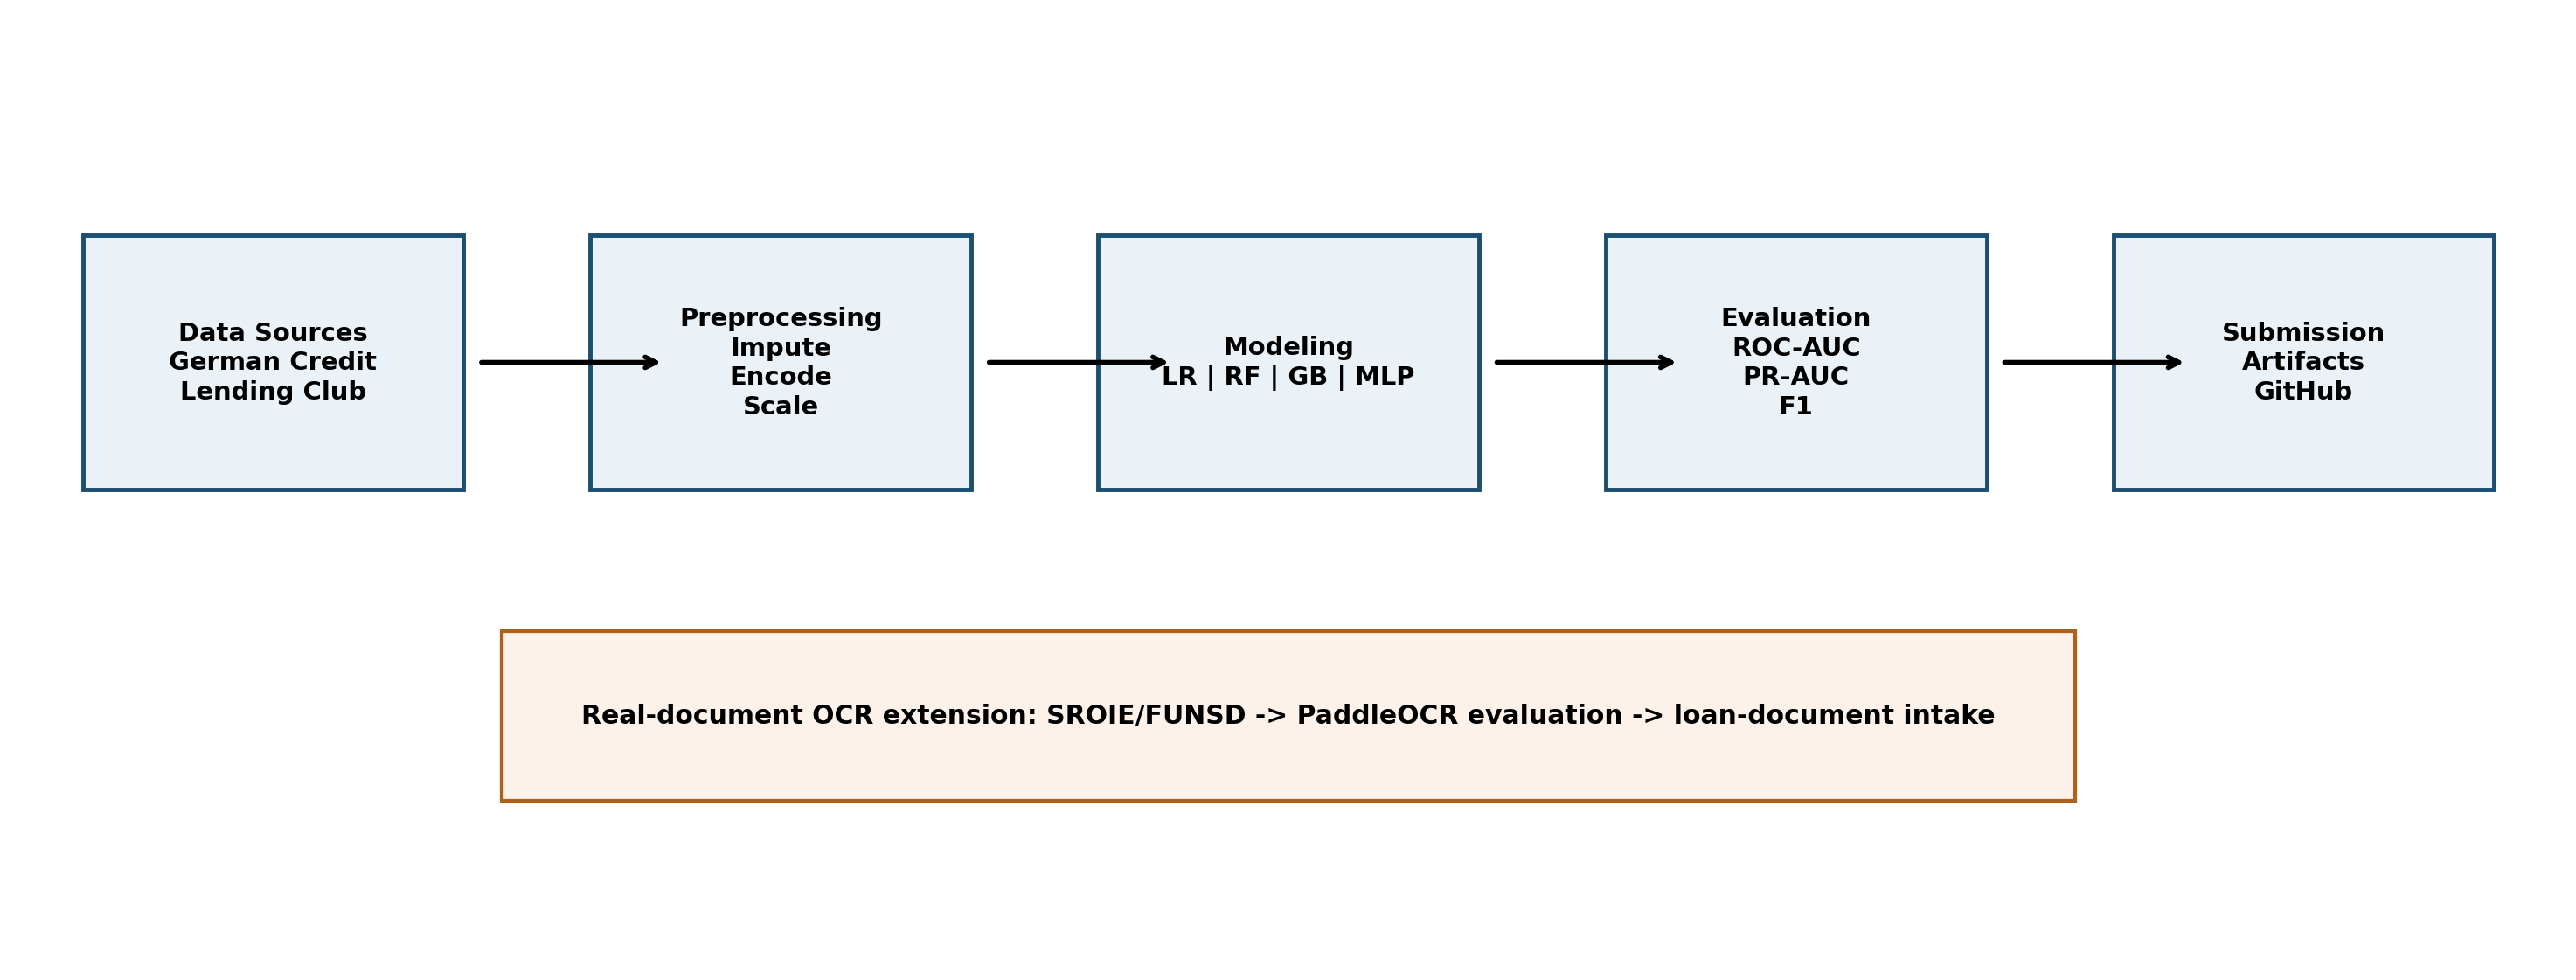 Data Sources
German Credit
Lending Club
Preprocessing
Impute
Encode
Scale
Modeling
LR | RF | GB | MLP
Evaluation
ROC-AUC
PR-AUC
F1
Submission
Artifacts
GitHub
Real-document OCR extension: SROIE/FUNSD -> PaddleOCR evaluation -> loan-document intake